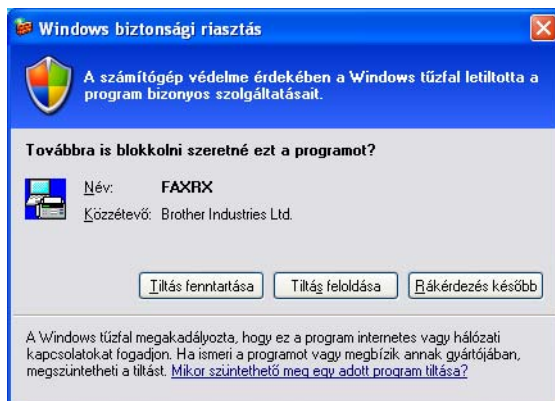 Windows biztonsági riasztás
A számítógép védelme érdekében a Windows tűzfal letiltotta a
program bizonyos szolgáltatásait.
Továbbra is blokkolni szeretné ezt a programot?
Név: FAXRX
Közzétevő: Brother Industries Ltd.
Tiltás fenntartása Tiltás feloldása Rákérdezés később
A Windows tűzfal megakadályozta, hogy ez a program internetes vagy hálózati
kapcsolatokat fogadjon. Ha ismeri a programot vagy megbízik annak gyártójában,
megszüntetheti a tiltást. Mikor szüntethető meg egy adott program tiltása?